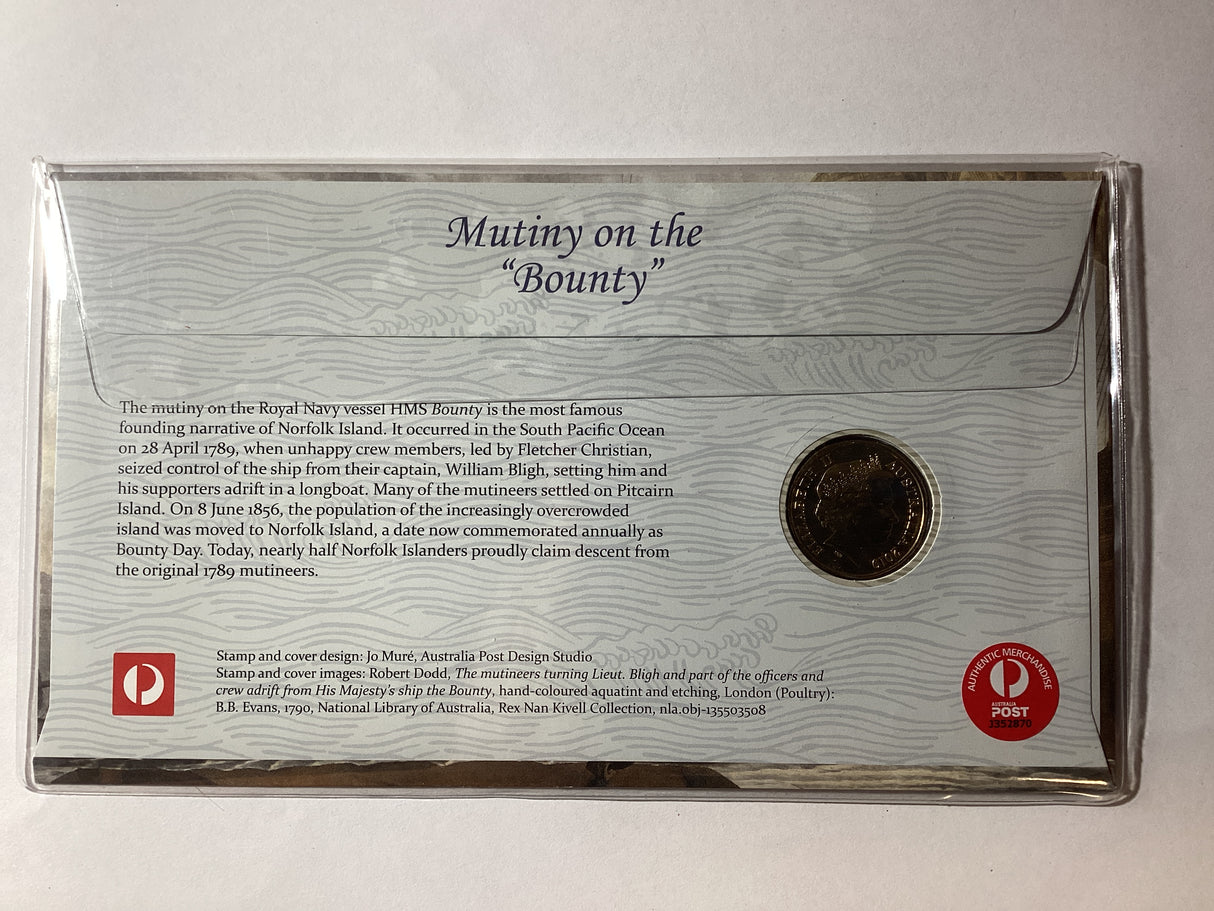 Mutiny on the
“Bounty”
The mutiny on the Royal Navy vessel HMS Bounty is the most famous
founding narrative of Norfolk Island. It occurred in the South Pacific Ocean
on 28 April 1789, when unhappy crew members, led by Fletcher Christian,
seized control of the ship from their captain, William Bligh, setting him and
his supporters adrift in a longboat. Many of the mutineers settled on Pitcairn
Island. On 8 June 1856, the population of the increasingly overcrowded
island was moved to Norfolk Island, a date now commemorated annually as
Bounty Day. Today, nearly half Norfolk Islanders proudly claim descent from
the original 1789 mutineers.
ELIZABETH II AUSTRALIA 2019
Stamp and cover design: Jo Muré, Australia Post Design Studio
Stamp and cover images: Robert Dodd, The mutineers turning Lieut. Bligh and part of the officers and
crew adrift from His Majesty’s ship the Bounty, hand-coloured aquatint and etching, London (Poultry):
B.B. Evans, 1790, National Library of Australia, Rex Nan Kivell Collection, nla.obj-135503508
AUTHENTIC MERCHANDISE
AUSTRALIA
POST
J352870